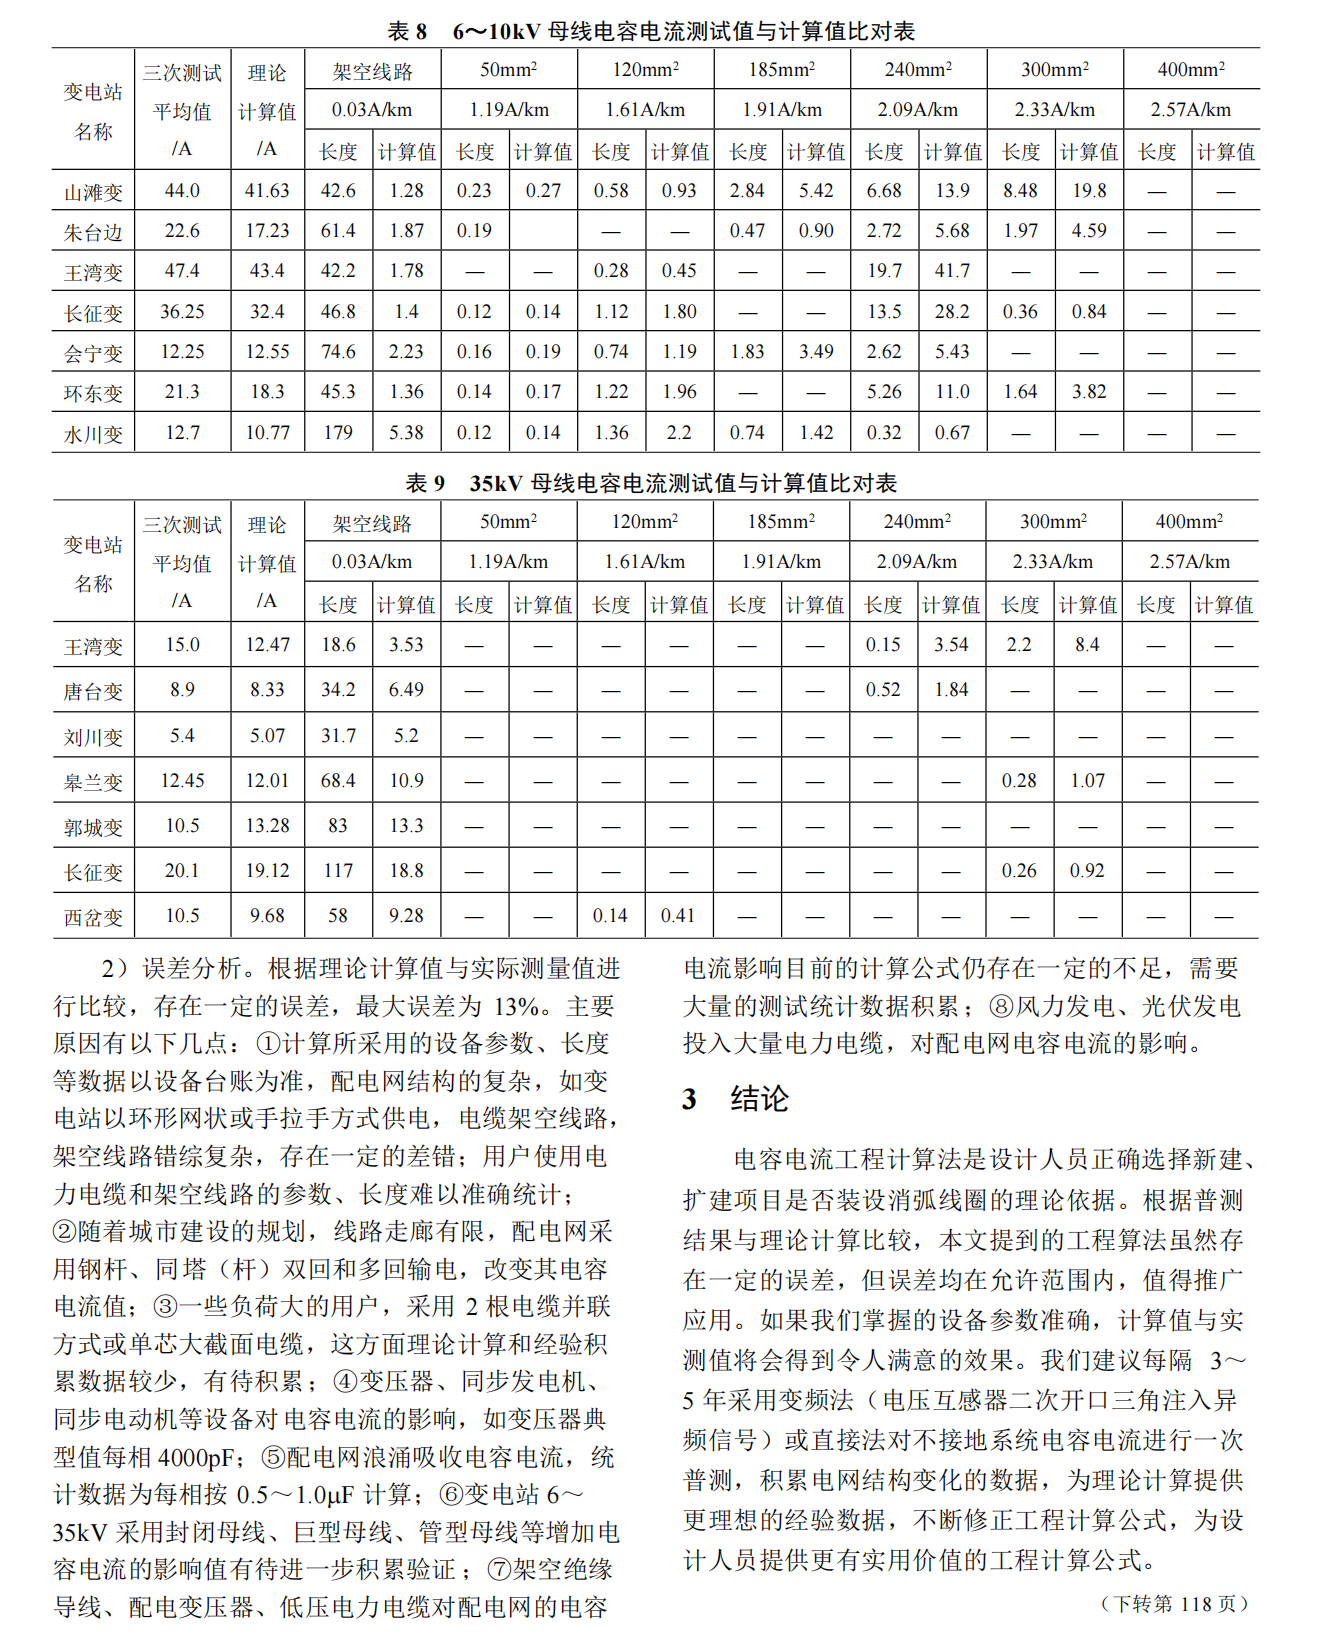 表 8 6～10kV 母线电容电流测试值与计算值比对表
变电站名称 三次测试平均值/A 理论计算值/A 架空线路 50mm² 120mm² 185mm² 240mm² 300mm² 400mm²
0.03A/km 1.19A/km 1.61A/km 1.91A/km 2.09A/km 2.33A/km 2.57A/km
长度 计算值 长度 计算值 长度 计算值 长度 计算值 长度 计算值 长度 计算值 长度 计算值
山滩变 44.0 41.63 42.6 1.28 0.23 0.27 0.58 0.93 2.84 5.42 6.68 13.9 8.48 19.8 — —
朱台边 22.6 17.23 61.4 1.87 0.19 — — 0.47 0.90 2.72 5.68 1.97 4.59 — —
王湾变 47.4 43.4 42.2 1.78 — — 0.28 0.45 — — 19.7 41.7 — — — —
长征变 36.25 32.4 46.8 1.4 0.12 0.14 1.12 1.80 — — 13.5 28.2 0.36 0.84 — —
会宁变 12.25 12.55 74.6 2.23 0.16 0.19 0.74 1.19 1.83 3.49 2.62 5.43 — — — —
环东变 21.3 18.3 45.3 1.36 0.14 0.17 1.22 1.96 — — 5.26 11.0 1.64 3.82 — —
水川变 12.7 10.77 179 5.38 0.12 0.14 1.36 2.2 0.74 1.42 0.32 0.67 — — — —
表 9 35kV 母线电容电流测试值与计算值比对表
变电站名称 三次测试平均值/A 理论计算值/A 架空线路 50mm² 120mm² 185mm² 240mm² 300mm² 400mm²
0.03A/km 1.19A/km 1.61A/km 1.91A/km 2.09A/km 2.33A/km 2.57A/km
长度 计算值 长度 计算值 长度 计算值 长度 计算值 长度 计算值 长度 计算值 长度 计算值
王湾变 15.0 12.47 18.6 3.53 — — — — — — 0.15 3.54 2.2 8.4 — —
唐台变 8.9 8.33 34.2 6.49 — — — — — — 0.52 1.84 — — — —
刘川变 5.4 5.07 31.7 5.2 — — — — — — — — — — — —
皋兰变 12.45 12.01 68.4 10.9 — — — — — — — — 0.28 1.07 — —
郭城变 10.5 13.28 83 13.3 — — — — — — — — — — — —
长征变 20.1 19.12 117 18.8 — — — — — — — — 0.26 0.92 — —
西岔变 10.5 9.68 58 9.28 — — 0.14 0.41 — — — — — — — —
2）误差分析。根据理论计算值与实际测量值进
行比较，存在一定的误差，最大误差为 13%。主要
原因有以下几点：①计算所采用的设备参数、长度
等数据以设备台账为准，配电网结构的复杂，如变
电站以环形网状或手拉手方式供电，电缆架空线路，
架空线路错综复杂，存在一定的差错；用户使用电
力电缆和架空线路的参数、长度难以准确统计；
②随着城市建设的规划，线路走廊有限，配电网采
用钢杆、同塔（杆）双回和多回输电，改变其电容
电流值；③一些负荷大的用户，采用 2 根电缆并联
方式或单芯大截面电缆，这方面理论计算和经验积
累数据较少，有待积累；④变压器、同步发电机、
同步电动机等设备对电容电流的影响，如变压器典
型值每相 4000pF；⑤配电网浪涌吸收电容电流，统
计数据为每相按 0.5～1.0μF 计算；⑥变电站 6～
35kV 采用封闭母线、巨型母线、管型母线等增加电
容电流的影响值有待进一步积累验证；⑦架空绝缘
导线、配电变压器、低压电力电缆对配电网的电容
电流影响目前的计算公式仍存在一定的不足，需要
大量的测试统计数据积累；⑧风力发电、光伏发电
投入大量电力电缆，对配电网电容电流的影响。
3 结论
电容电流工程计算法是设计人员正确选择新建、
扩建项目是否装设消弧线圈的理论依据。根据普测
结果与理论计算比较，本文提到的工程算法虽然存
在一定的误差，但误差均在允许范围内，值得推广
应用。如果我们掌握的设备参数准确，计算值与实
测值将会得到令人满意的效果。我们建议每隔 3～
5 年采用变频法（电压互感器二次开口三角注入异
频信号）或直接法对不接地系统电容电流进行一次
普测，积累电网结构变化的数据，为理论计算提供
更理想的经验数据，不断修正工程计算公式，为设
计人员提供更有实用价值的工程计算公式。
（下转第 118 页）